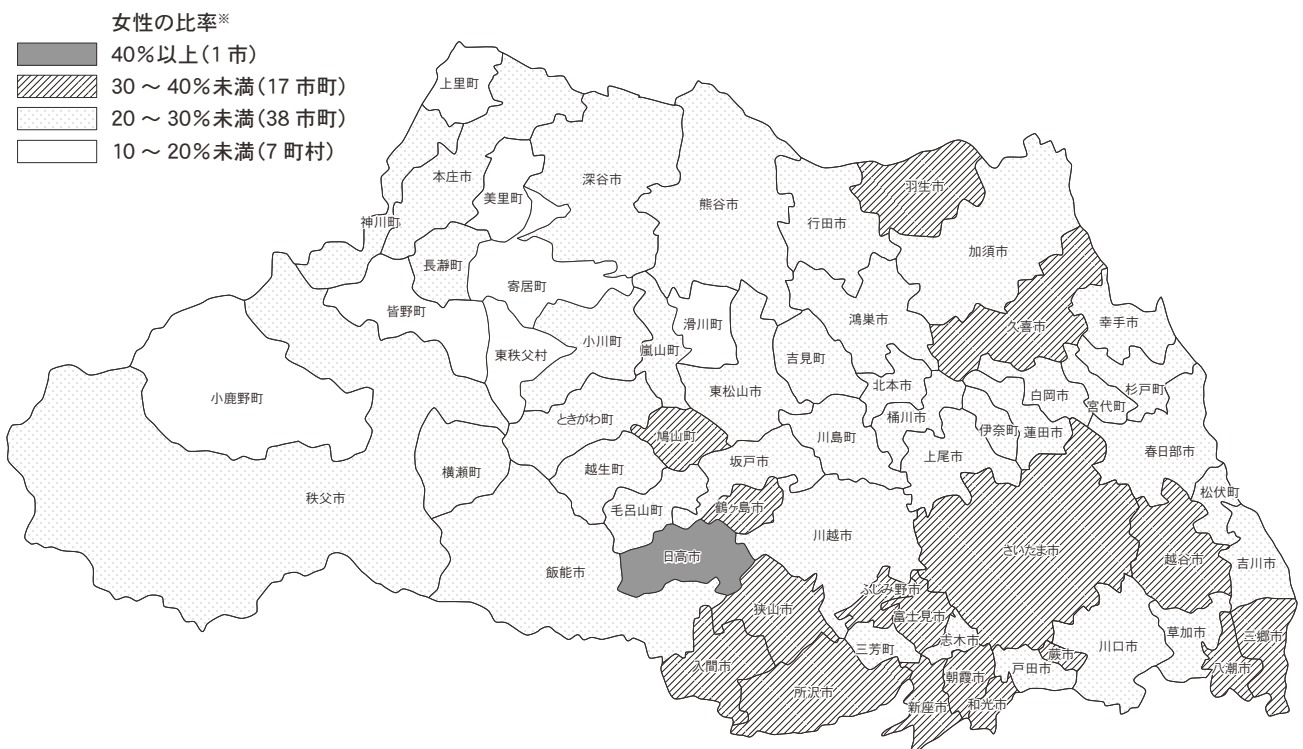 女性の比率※
40%以上(1市)
30 ～ 40%未満(17市町)
20 ～ 30%未満(38市町)
10 ～ 20%未満(7町村)
上里町
本庄市
美里町
深谷市
神川町
熊谷市
行田市
羽生市
加須市
長瀞町
寄居町
皆野町
東秩父村
小川町
嵐山町
滑川町
吉見町
鴻巣市
久喜市
幸手市
小鹿野町
東松山市
北本市
白岡市
杉戸町
宮代町
ときがわ町
鳩山町
川島町
桶川市
伊奈町
蓮田市
上尾市
春日部市
横瀬町
越生町
坂戸市
秩父市
毛呂山町
鶴ヶ島市
松伏町
川越市
さいたま市
日高市
飯能市
越谷市
吉川市
ふじみ野市
狭山市
富士見市
志木市
三芳町
川口市
草加市
三郷市
蕨市
戸田市
入間市
八潮市
朝霞市
所沢市
新座市
和光市